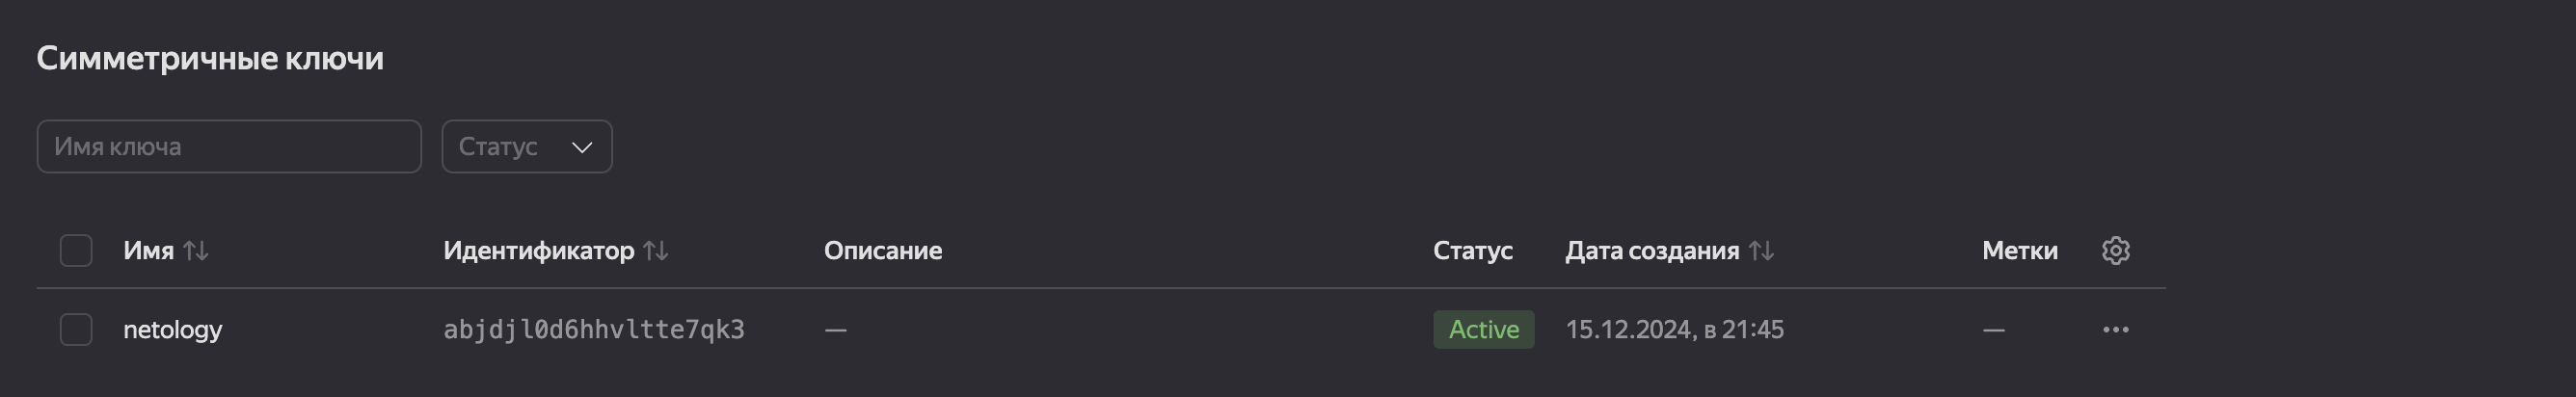 Симметричные ключи
Имя ключа Статус
Имя Идентификатор Описание Статус Дата создания Метки
netology abjdjl0d6hhvltte7qk3 — Active 15.12.2024, в 21:45 —